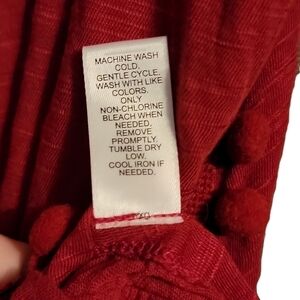 MACHINE WASH
COLD.
GENTLE CYCLE.
WASH WITH LIKE
COLORS.
ONLY
NON-CHLORINE
BLEACH WHEN
NEEDED.
REMOVE
PROMPTLY.
TUMBLE DRY
LOW.
COOL IRON IF
NEEDED.